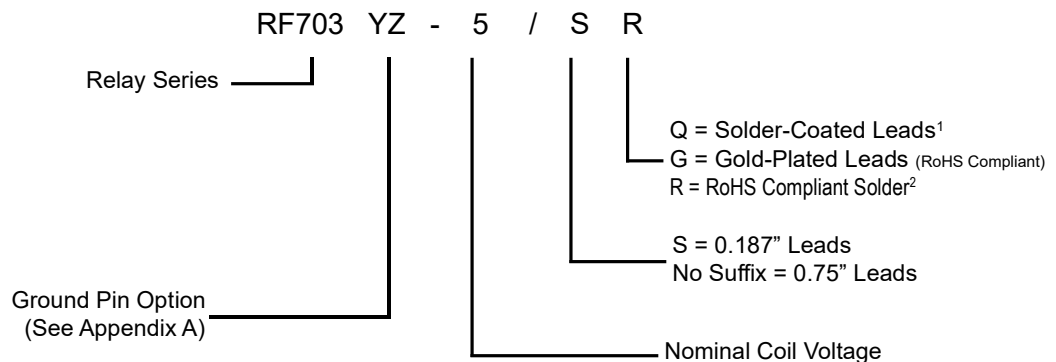 RF703 YZ - 5 / S R
Relay Series
Q = Solder-Coated Leads¹
G = Gold-Plated Leads (RoHS Compliant)
R = RoHS Compliant Solder²
S = 0.187” Leads
No Suffix = 0.75” Leads
Ground Pin Option
(See Appendix A)
Nominal Coil Voltage